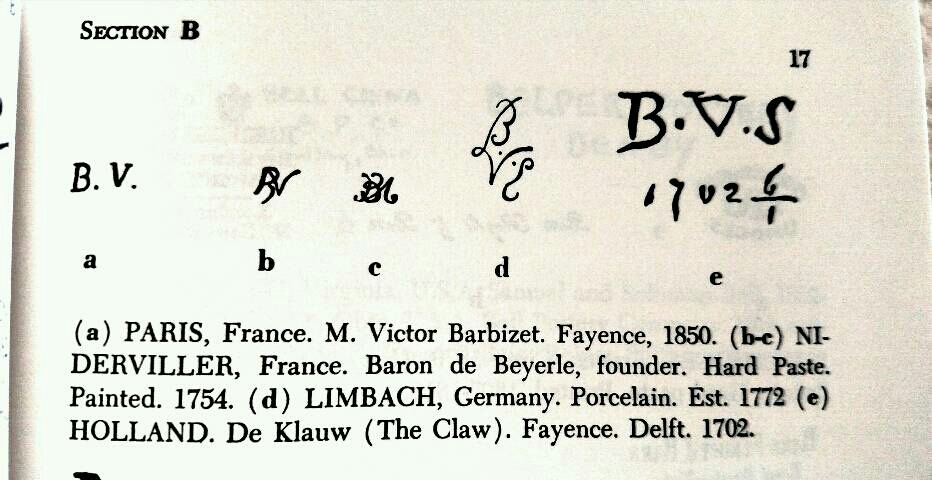 SECTION B
17
B. V.
BV
B.V.S
B.V.S
1702 6/1
a b c d e
(a) PARIS, France. M. Victor Barbizet. Fayence, 1850. (b-c) NI-
DERVILLER, France. Baron de Beyerle, founder. Hard Paste.
Painted. 1754. (d) LIMBACH, Germany. Porcelain. Est. 1772 (e)
HOLLAND. De Klauw (The Claw). Fayence. Delft. 1702.